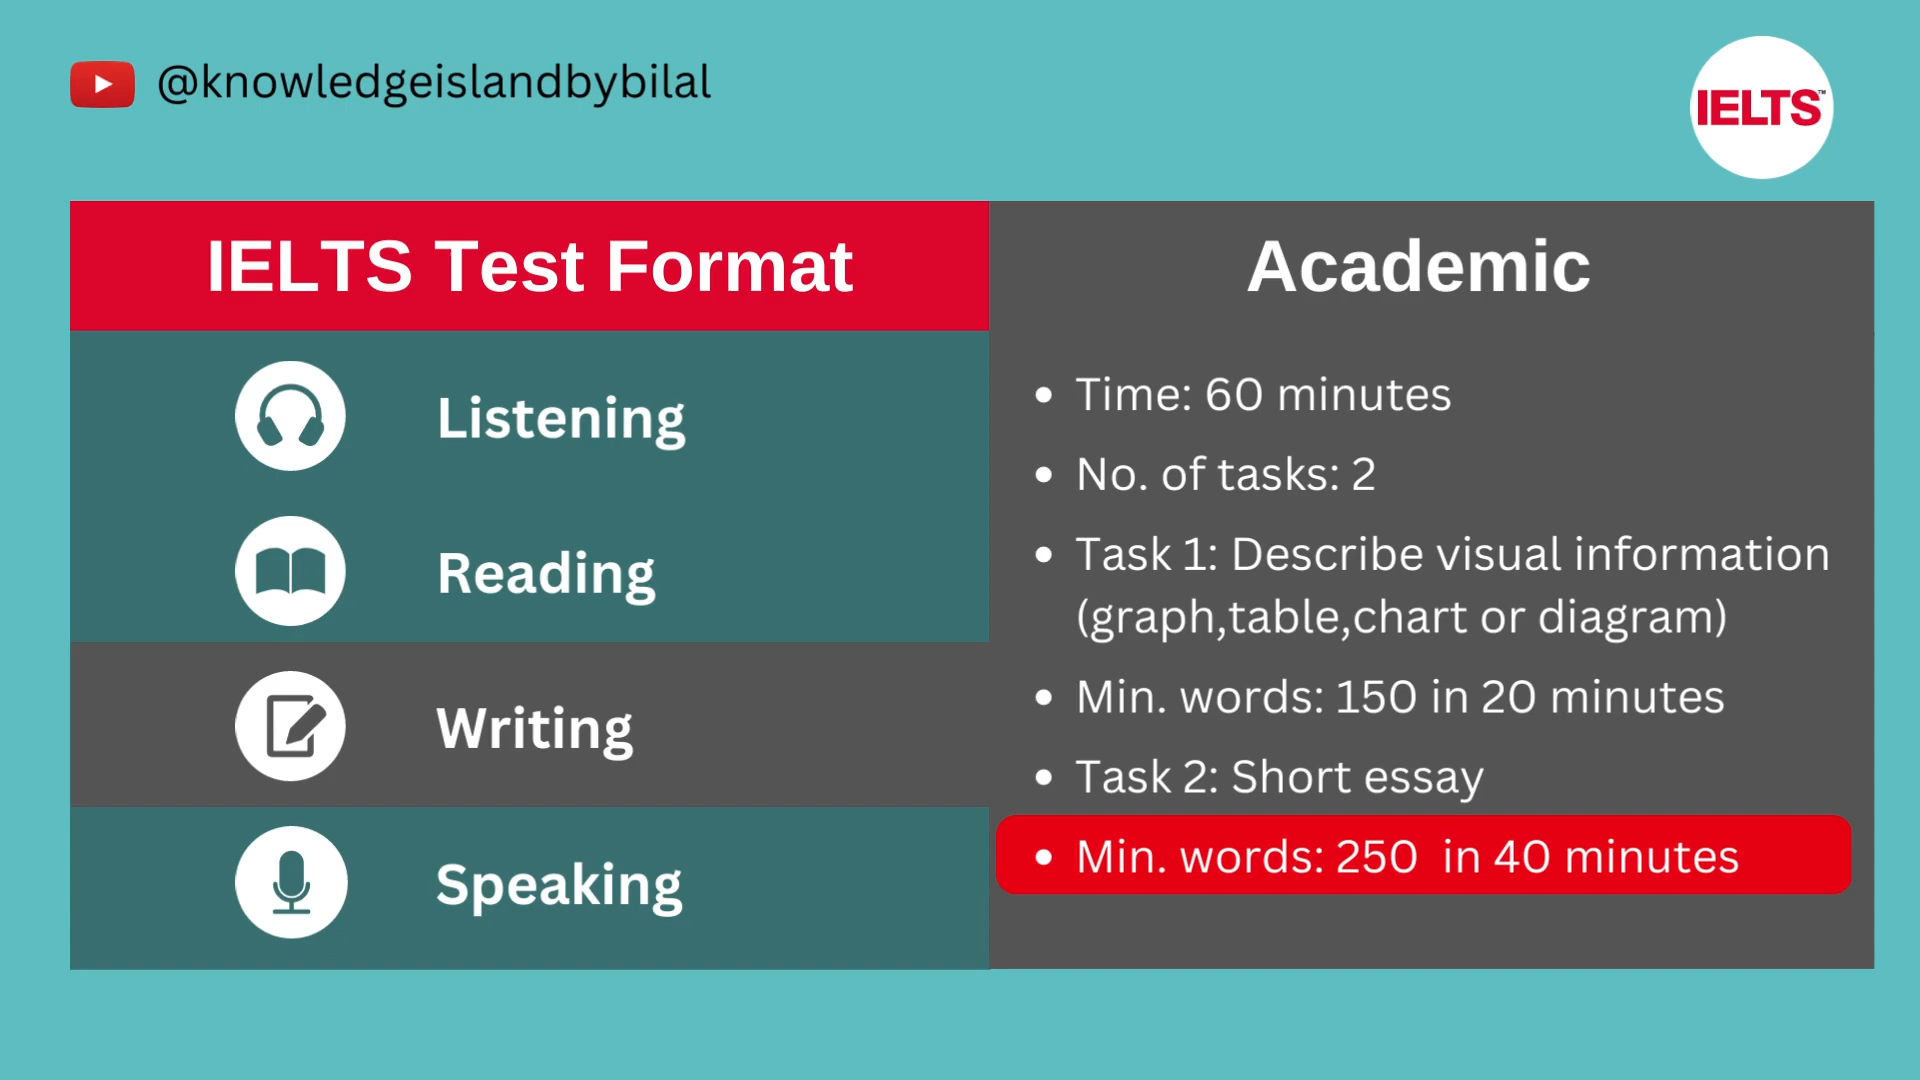 @knowledgeislandbybilal
IELTS™
IELTS Test Format
Academic
Listening
Reading
Writing
Speaking
• Time: 60 minutes
• No. of tasks: 2
• Task 1: Describe visual information
(graph,table,chart or diagram)
• Min. words: 150 in 20 minutes
• Task 2: Short essay
• Min. words: 250  in 40 minutes